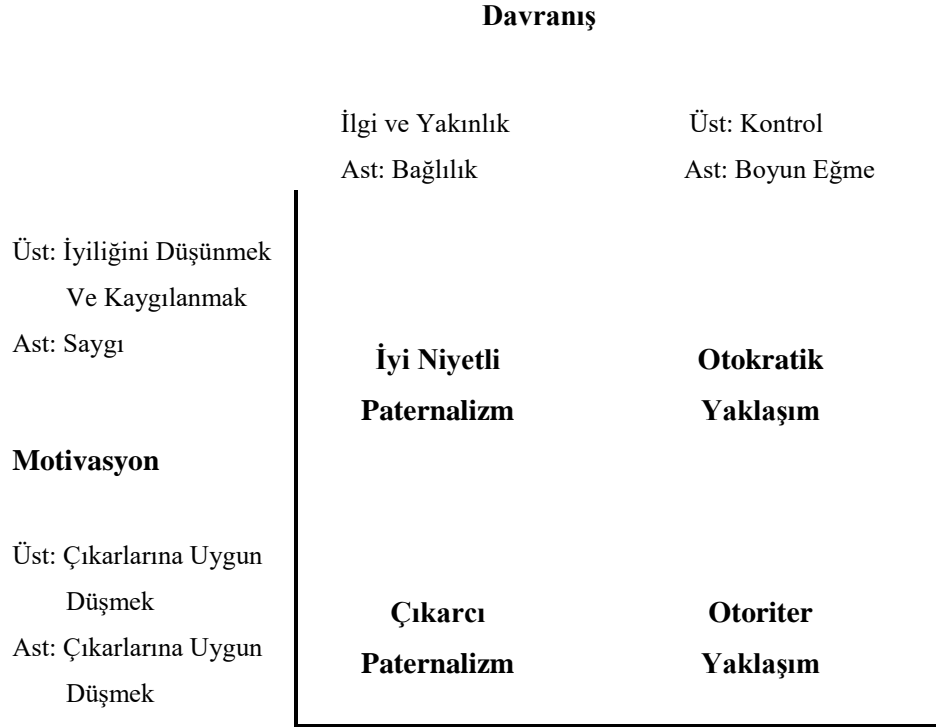 Davranış
İlgi ve Yakınlık Üst: Kontrol
Ast: Bağlılık Ast: Boyun Eğme
Üst: İyiliğini Düşünmek
Ve Kaygılanmak
Ast: Saygı
İyi Niyetli Otokratik
Paternalizm Yaklaşım
Motivasyon
Üst: Çıkarlarına Uygun
Düşmek
Ast: Çıkarlarına Uygun
Düşmek
Çıkarcı Otoriter
Paternalizm Yaklaşım